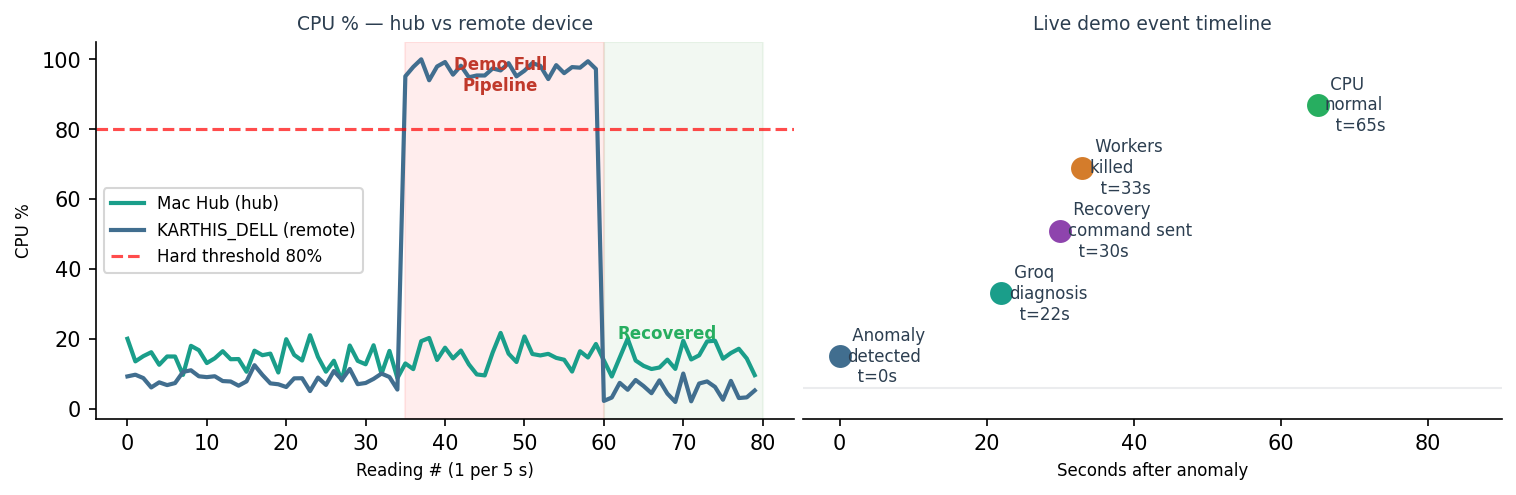 CPU % — hub vs remote device
CPU %
100
80
60
40
20
0
Demo Full
Pipeline
Mac Hub (hub)
KARTHIS_DELL (remote)
Hard threshold 80%
Recovered
0
10
20
30
40
50
60
70
80
Reading # (1 per 5 s)
Live demo event timeline
CPU
normal
t=65s
Workers
killed
t=33s
Recovery
command sent
t=30s
Groq
diagnosis
t=22s
Anomaly
detected
t=0s
0
20
40
60
80
Seconds after anomaly